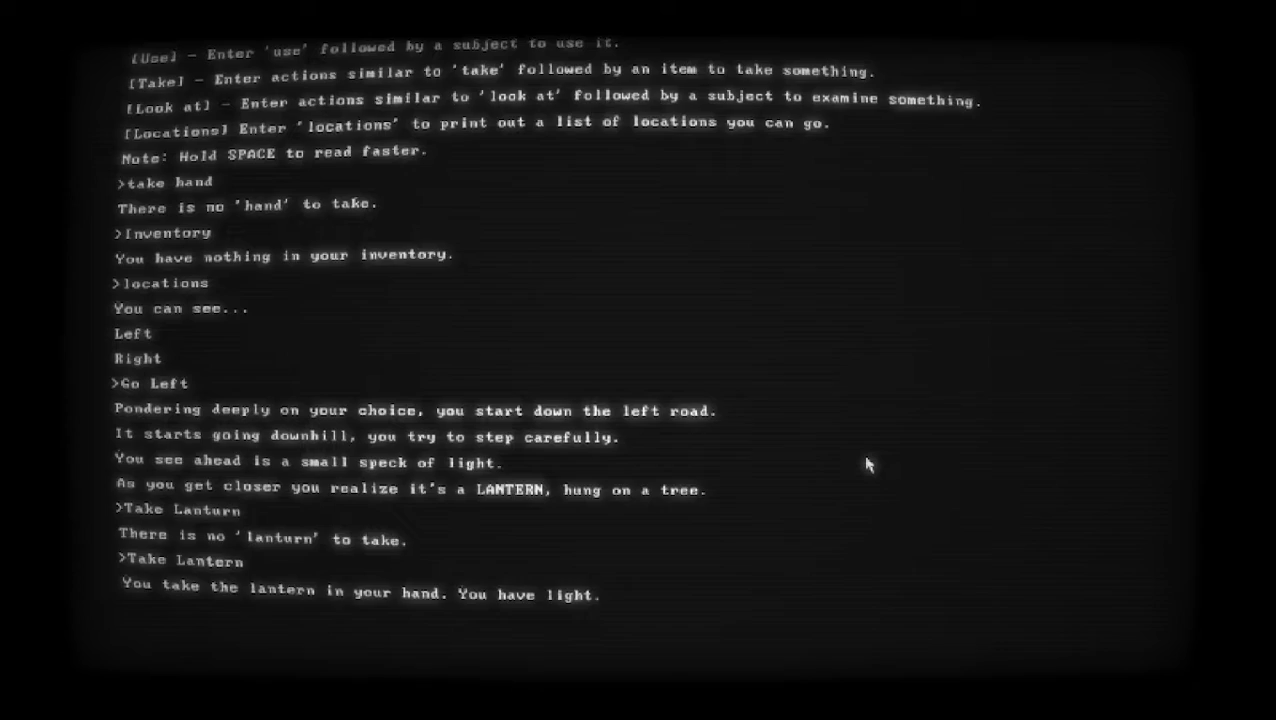 [Use] - Enter 'use' followed by a subject to use it.
[Take] - Enter actions similar to 'take' followed by an item to take something.
[Look at] - Enter actions similar to 'look at' followed by a subject to examine something.
[Locations] Enter 'locations' to print out a list of locations you can go.
Note: Hold SPACE to read faster.
>take hand
There is no 'hand' to take.
>Inventory
You have nothing in your inventory.
>locations
You can see...
Left
Right
>Go Left
Pondering deeply on your choice, you start down the left road.
It starts going downhill, you try to step carefully.
You see ahead is a small speck of light.
As you get closer you realize it's a LANTERN, hung on a tree.
>Take Lanturn
There is no 'lanturn' to take.
>Take Lantern
You take the lantern in your hand. You have light.